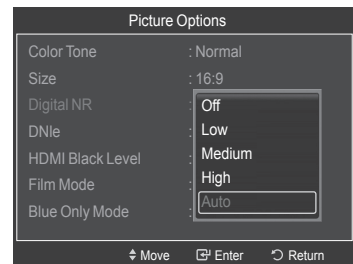 Picture Options
Color Tone : Normal
Size : 16:9
Digital NR :
Off
Low
DNIe :
Medium
HDMI Black Level :
High
Film Mode :
Auto
Blue Only Mode :
Move Enter Return